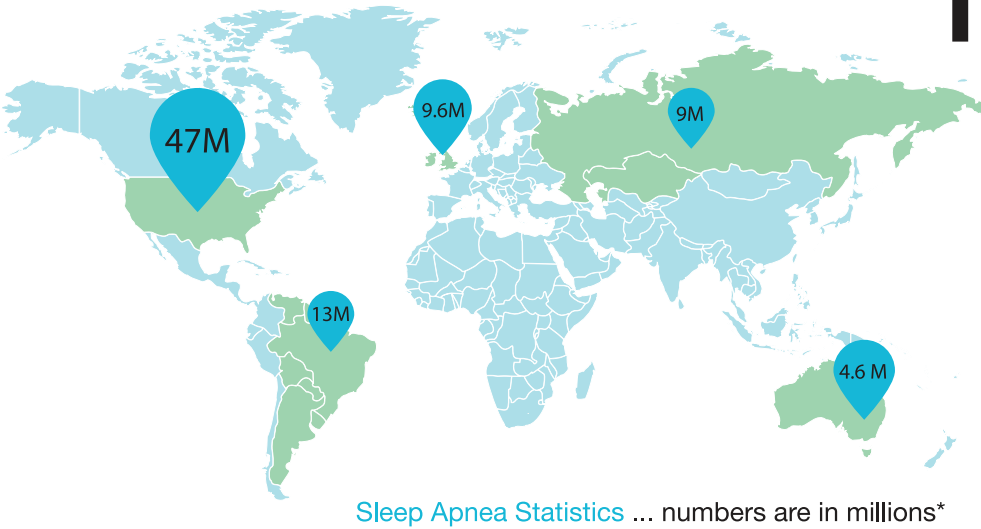 47M
9.6M
9M
13M
4.6 M
Sleep Apnea Statistics ... numbers are in millions*